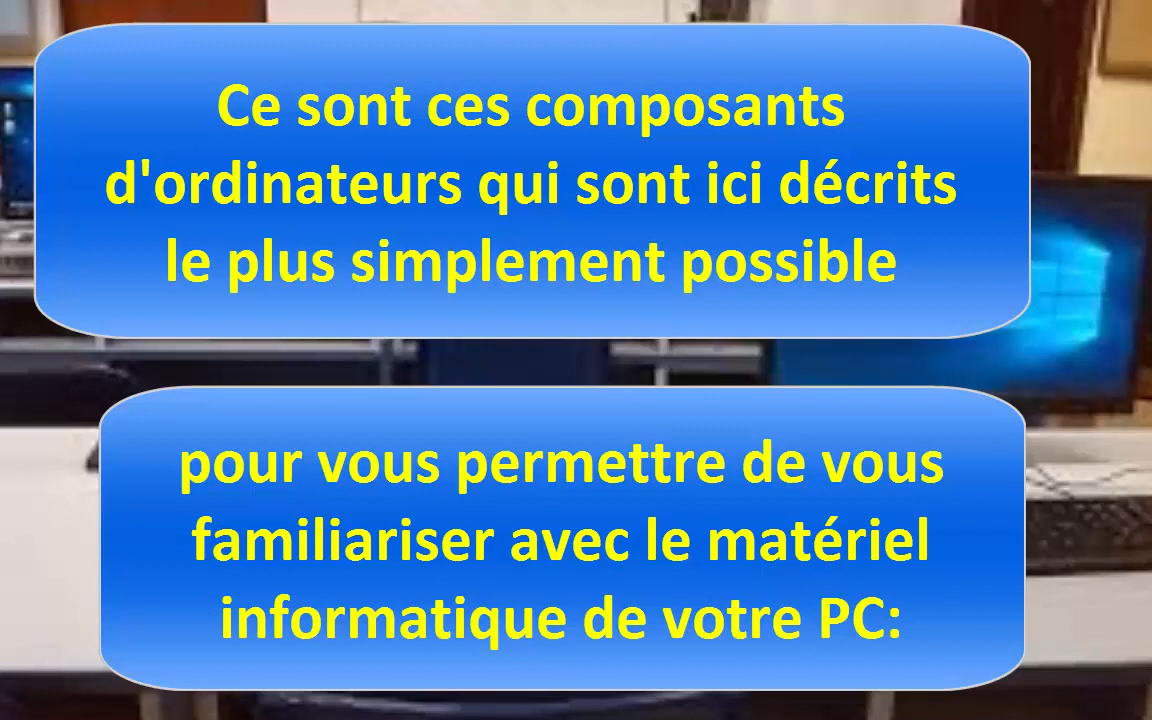 Ce sont ces composants
d'ordinateurs qui sont ici décrits
le plus simplement possible
pour vous permettre de vous
familiariser avec le matériel
informatique de votre PC: